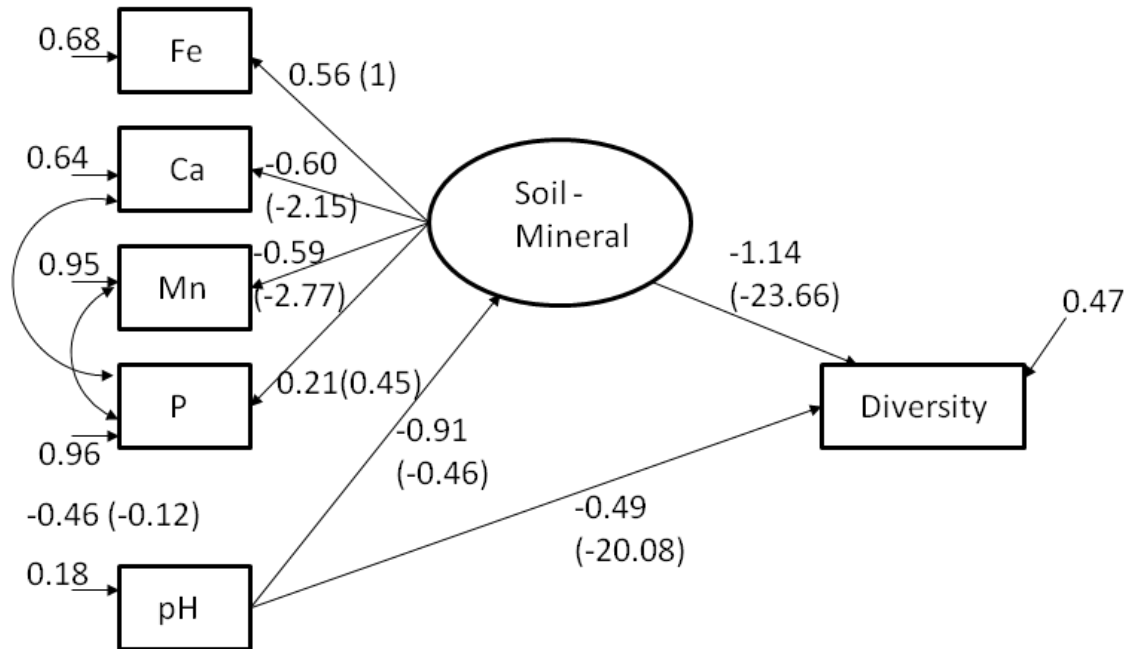 0.68
Fe
0.56 (1)
0.64
Ca
-0.60
(-2.15)
Soil -
Mineral
0.95
Mn
-0.59
(-2.77)
-1.14
(-23.66)
0.47
P
0.21(0.45)
Diversity
0.96
-0.91
(-0.46)
-0.46 (-0.12)
-0.49
(-20.08)
0.18
pH